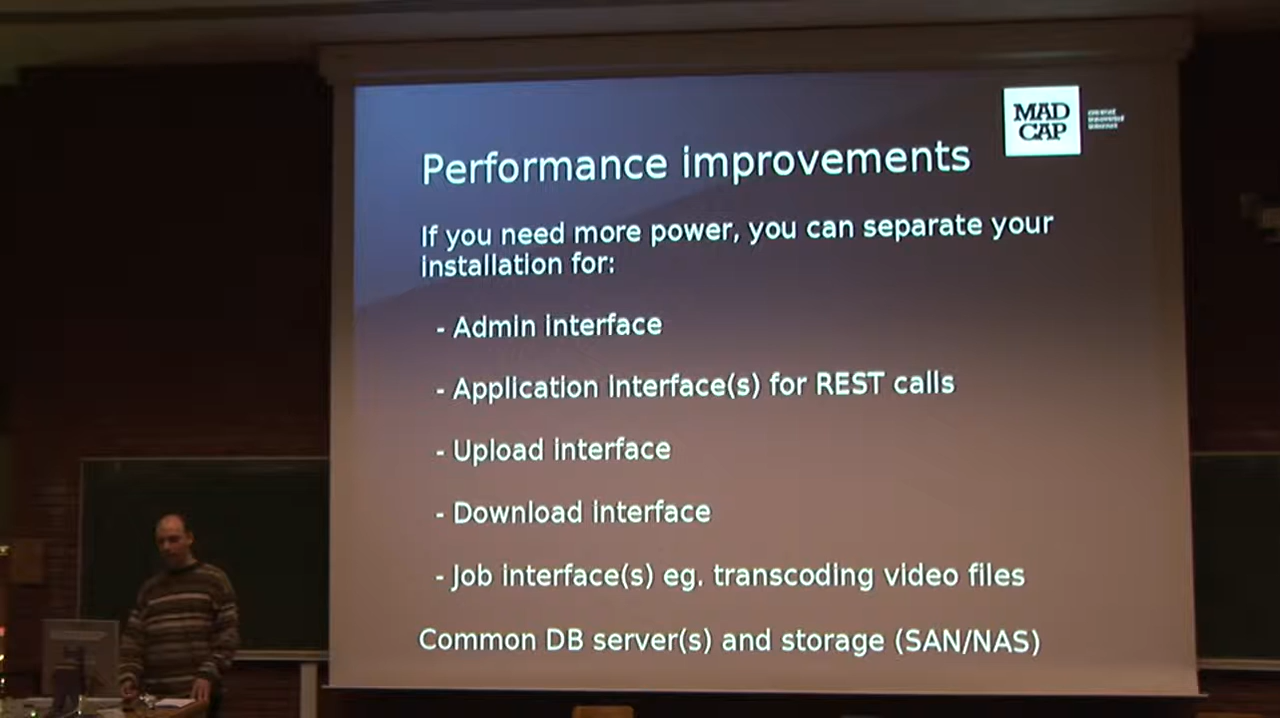 MAD
CAP
Performance improvements
If you need more power, you can separate your
installation for:
- Admin interface
- Application interface(s) for REST calls
- Upload interface
- Download interface
- Job interface(s) eg. transcoding video files
Common DB server(s) and storage (SAN/NAS)